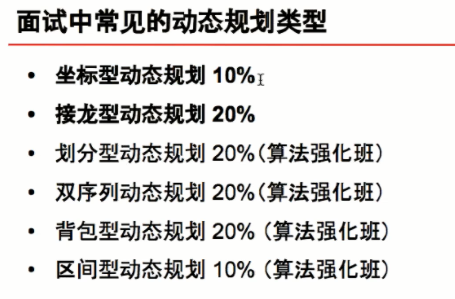 面试中常见的动态规划类型
• 坐标型动态规划 10%
• 接龙型动态规划 20%
• 划分型动态规划 20%(算法强化班)
• 双序列动态规划 20%(算法强化班)
• 背包型动态规划 20% (算法强化班)
• 区间型动态规划 10% (算法强化班)